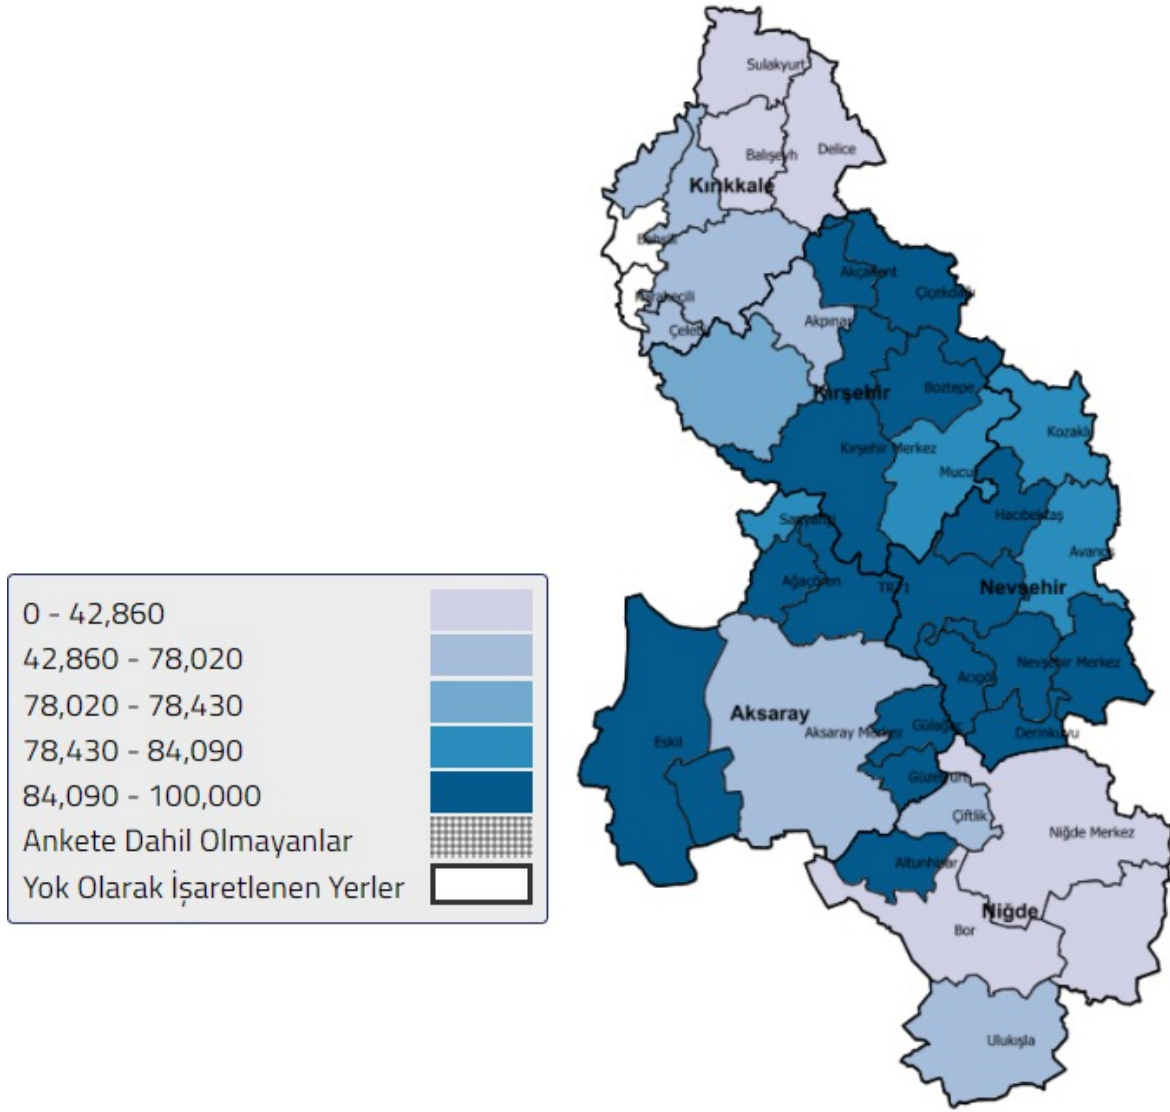 Sulakyurt
Balışeyh
Delice
Kırıkkale
Bahşılı
Karakeçili
Akçakent
Çiçekdağı
Çelebi
Akpınar
Boztepe
Kırşehir
Kozaklı
Kırşehir Merkez
Mucur
Sarıyahşi
Hacıbektaş
Avanos
Ağaçören
TR71
Nevşehir
Nevşehir Merkez
Acıgöl
Aksaray
Aksaray Merkez
Gülağaç
Derinkuyu
Eskil
Güzelyurt
Çiftlik
Niğde Merkez
Altunhisar
Niğde
Bor
Ulukışla
0 - 42,860
42,860 - 78,020
78,020 - 78,430
78,430 - 84,090
84,090 - 100,000
Ankete Dahil Olmayanlar
Yok Olarak İşaretlenen Yerler